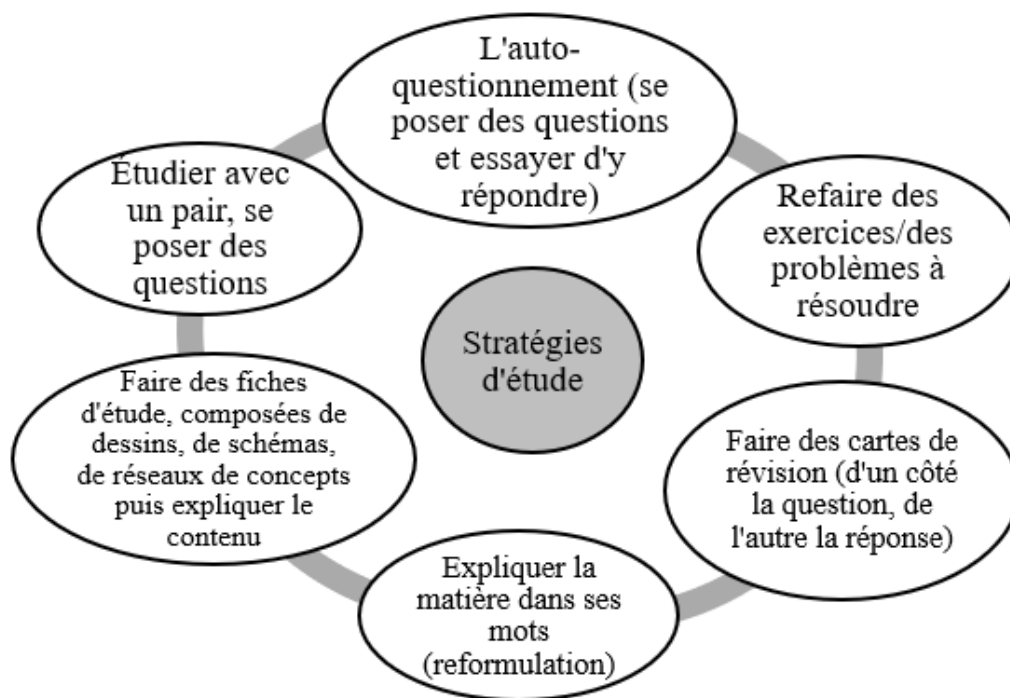 L'auto-
questionnement (se
poser des questions
et essayer d'y
répondre)
Refaire des
exercices/des
problèmes à
résoudre
Faire des cartes de
révision (d'un côté
la question, de
l'autre la réponse)
Expliquer la
matière dans ses
mots
(reformulation)
Faire des fiches
d'étude, composées de
dessins, de schémas,
de réseaux de concepts
puis expliquer le
contenu
Étudier avec
un pair, se
poser des
questions
Stratégies
d'étude